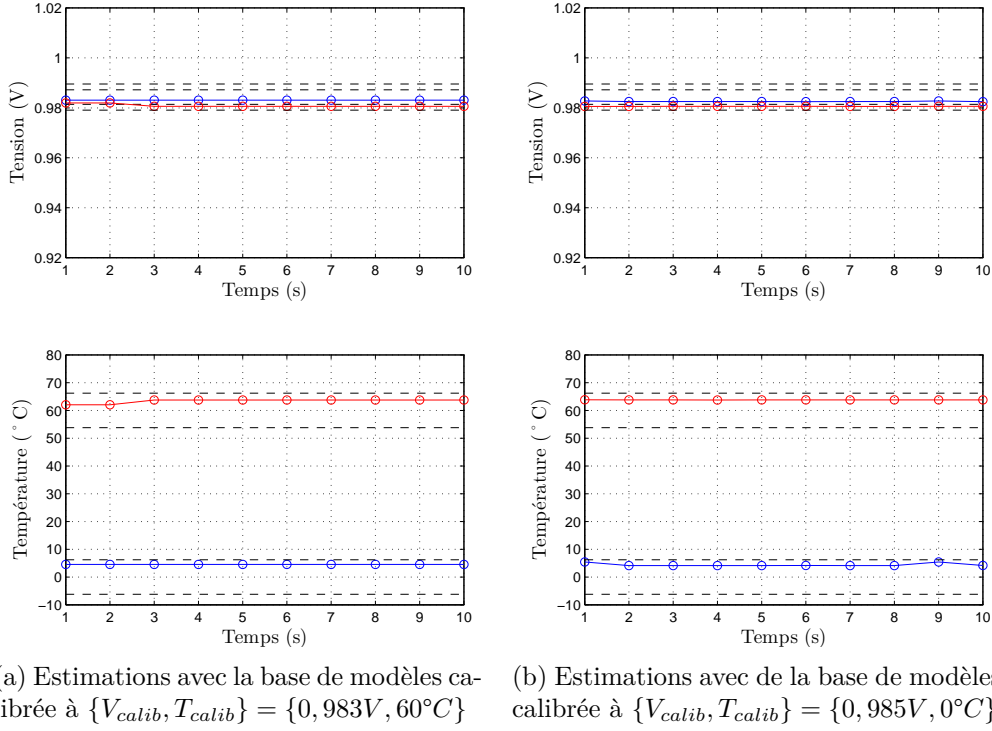 1.02
1
0.98
0.96
0.94
0.92
Tension (V)
1 2 3 4 5 6 7 8 9 10
Temps (s)
1.02
1
0.98
0.96
0.94
0.92
Tension (V)
1 2 3 4 5 6 7 8 9 10
Temps (s)
80
70
60
50
40
30
20
10
0
−10
Température (°C)
1 2 3 4 5 6 7 8 9 10
Temps (s)
80
70
60
50
40
30
20
10
0
−10
Température (°C)
1 2 3 4 5 6 7 8 9 10
Temps (s)
a) Estimations avec la base de modèles ca-
ibrée à {V_calib, T_calib} = {0, 983V, 60°C}
(b) Estimations avec de la base de modèles
calibrée à {V_calib, T_calib} = {0, 985V, 0°C}